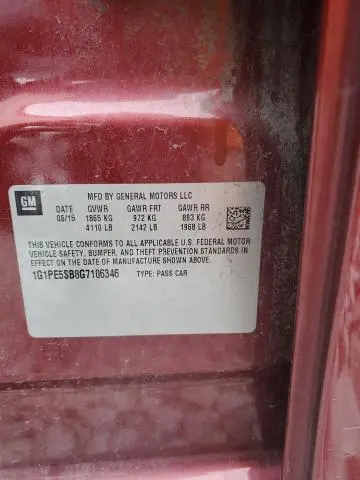 GM
MFD BY GENERAL MOTORS LLC
DATE GVWR GAWR FRT GAWR RR
06/15 1865 KG 972 KG 893 KG
4110 LB 2142 LB 1968 LB
THIS VEHICLE CONFORMS TO ALL APPLICABLE U.S. FEDERAL MOTOR
VEHICLE SAFETY, BUMPER, AND THEFT PREVENTION STANDARDS
IN EFFECT ON THE DATE OF MANUFACTURE SHOWN ABOVE.
1G1PE5SB8G7106346 TYPE: PASS CAR